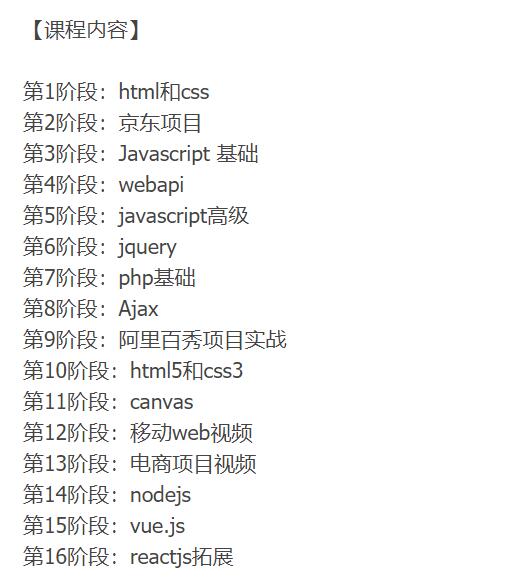 【课程内容】
第1阶段：html和css
第2阶段：京东项目
第3阶段：Javascript 基础
第4阶段：webapi
第5阶段：javascript高级
第6阶段：jquery
第7阶段：php基础
第8阶段：Ajax
第9阶段：阿里百秀项目实战
第10阶段：html5和css3
第11阶段：canvas
第12阶段：移动web视频
第13阶段：电商项目视频
第14阶段：nodejs
第15阶段：vue.js
第16阶段：reactjs拓展